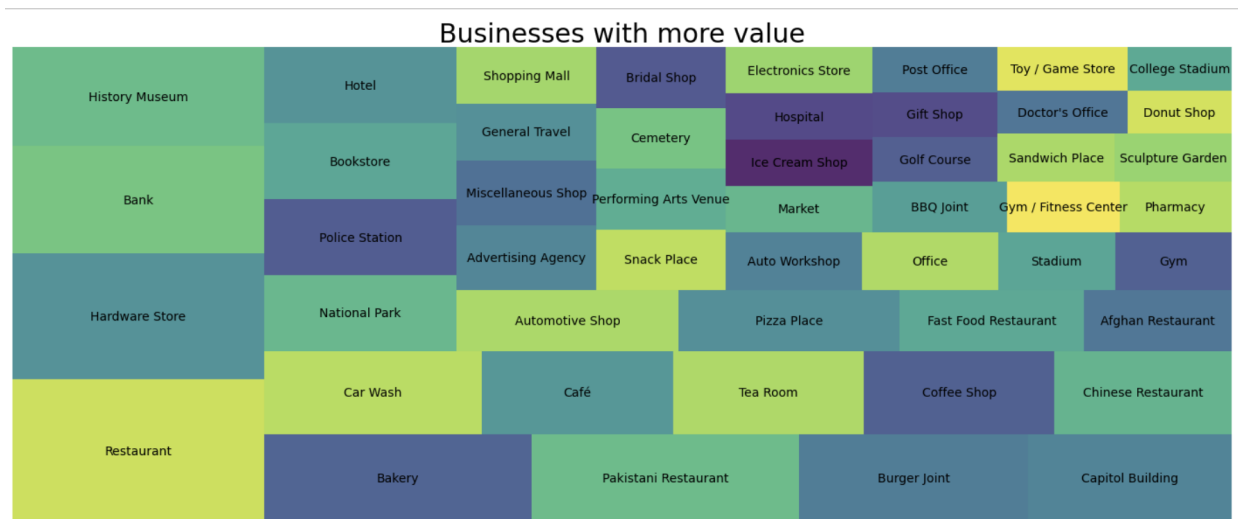 Businesses with more value
History Museum
Bank
Hardware Store
Restaurant
Hotel
Bookstore
Police Station
National Park
Shopping Mall
General Travel
Miscellaneous Shop
Advertising Agency
Bridal Shop
Cemetery
Performing Arts Venue
Snack Place
Electronics Store
Hospital
Ice Cream Shop
Market
Post Office
Gift Shop
Golf Course
BBQ Joint
Toy / Game Store
College Stadium
Doctor's Office
Donut Shop
Sandwich Place
Sculpture Garden
Gym / Fitness Center
Pharmacy
Auto Workshop
Office
Stadium
Gym
Automotive Shop
Pizza Place
Fast Food Restaurant
Afghan Restaurant
Car Wash
Café
Tea Room
Coffee Shop
Chinese Restaurant
Bakery
Pakistani Restaurant
Burger Joint
Capitol Building